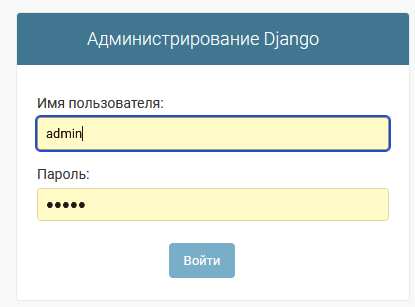 Администрирование Django
Имя пользователя:
admin
Пароль:
•••••
Войти